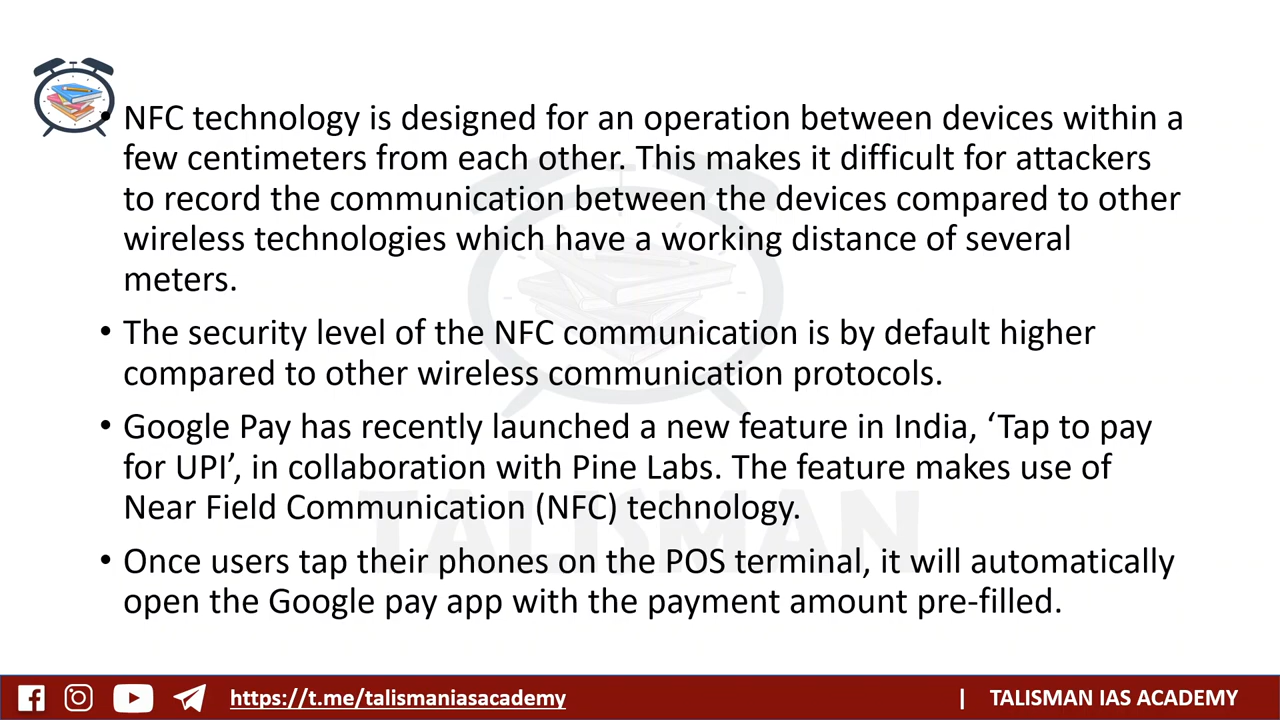 • NFC technology is designed for an operation between devices within a
few centimeters from each other. This makes it difficult for attackers
to record the communication between the devices compared to other
wireless technologies which have a working distance of several
meters.
• The security level of the NFC communication is by default higher
compared to other wireless communication protocols.
• Google Pay has recently launched a new feature in India, ‘Tap to pay
for UPI’, in collaboration with Pine Labs. The feature makes use of
Near Field Communication (NFC) technology.
• Once users tap their phones on the POS terminal, it will automatically
open the Google pay app with the payment amount pre-filled.
TALISMAN
https://t.me/talismaniasacademy | TALISMAN IAS ACADEMY